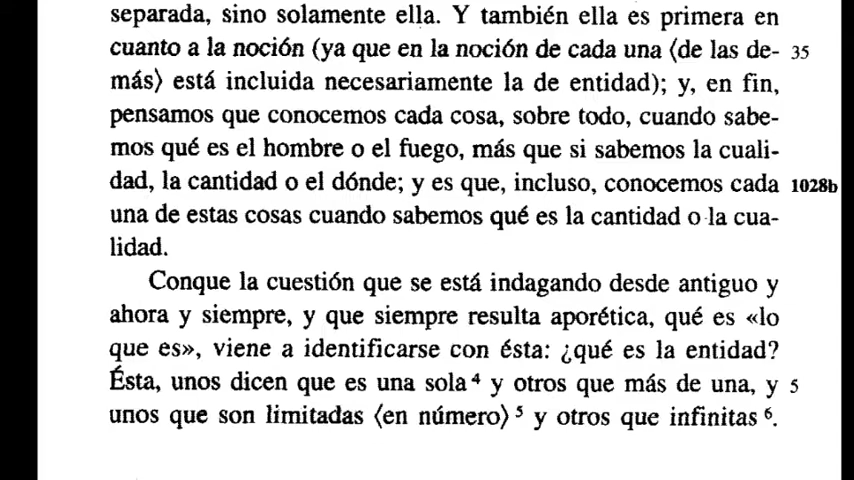 separada, sino solamente ella. Y también ella es primera en
cuanto a la noción (ya que en la noción de cada una ⟨de las de- 35
más⟩ está incluida necesariamente la de entidad); y, en fin,
pensamos que conocemos cada cosa, sobre todo, cuando sabe-
mos qué es el hombre o el fuego, más que si sabemos la cuali-
dad, la cantidad o el dónde; y es que, incluso, conocemos cada 1028b
una de estas cosas cuando sabemos qué es la cantidad o la cua-
lidad.
Conque la cuestión que se está indagando desde antiguo y
ahora y siempre, y que siempre resulta aporética, qué es «lo
que es», viene a identificarse con ésta: ¿qué es la entidad?
Ésta, unos dicen que es una sola⁴ y otros que más de una, y 5
unos que son limitadas ⟨en número⟩⁵ y otros que infinitas⁶.